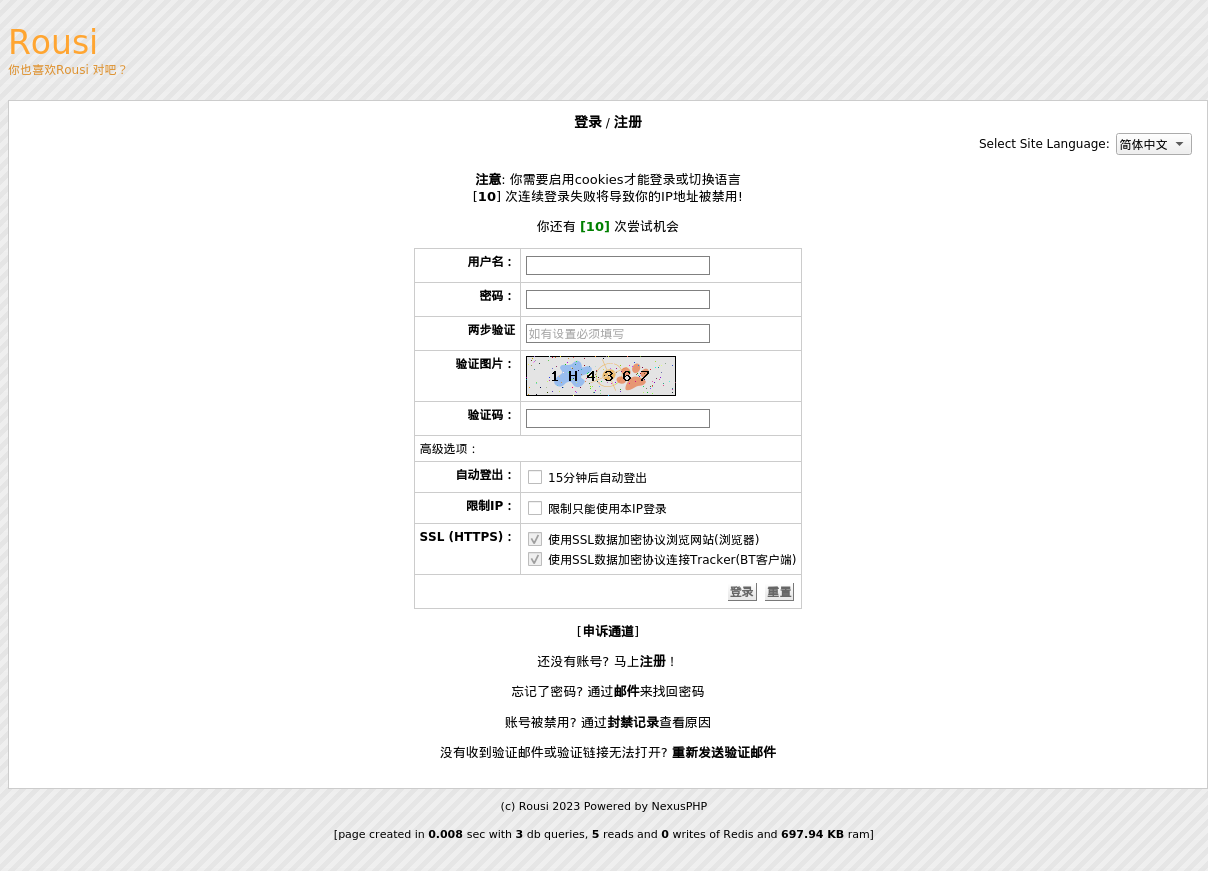 Rousi
你也喜欢Rousi 对吧？
登录 / 注册
Select Site Language: 简体中文
注意: 你需要启用cookies才能登录或切换语言
[10] 次连续登录失败将导致你的IP地址被禁用!
你还有 [10] 次尝试机会
用户名：
密码：
两步验证 如有设置必须填写
验证图片： 1H4367
验证码：
高级选项：
自动登出： 15分钟后自动登出
限制IP： 限制只能使用本IP登录
SSL (HTTPS)： 使用SSL数据加密协议浏览网站(浏览器)
使用SSL数据加密协议连接Tracker(BT客户端)
登录 重置
[申诉通道]
还没有账号? 马上注册！
忘记了密码? 通过邮件来找回密码
账号被禁用? 通过封禁记录查看原因
没有收到验证邮件或验证链接无法打开? 重新发送验证邮件
(c) Rousi 2023 Powered by NexusPHP
[page created in 0.008 sec with 3 db queries, 5 reads and 0 writes of Redis and 697.94 KB ram]